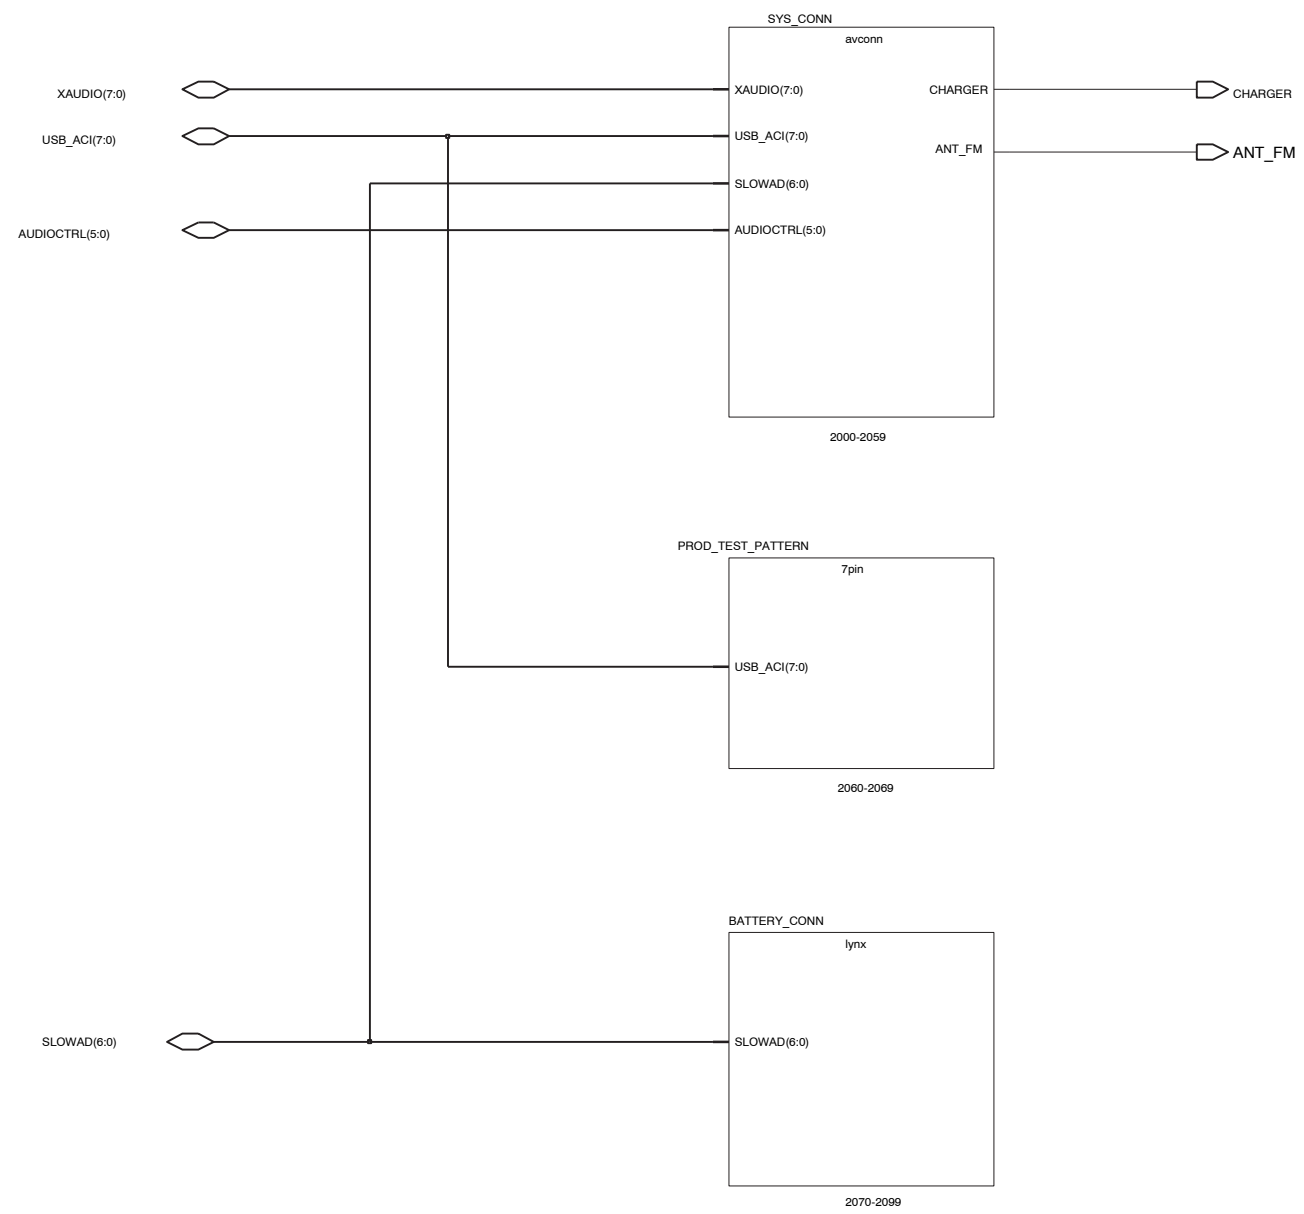 SYS_CONN
avconn
XAUDIO(7:0)
XAUDIO(7:0)
CHARGER
CHARGER
USB_ACI(7:0)
USB_ACI(7:0)
ANT_FM
ANT_FM
SLOWAD(6:0)
AUDIOCTRL(5:0)
AUDIOCTRL(5:0)
2000-2059
PROD_TEST_PATTERN
7pin
USB_ACI(7:0)
2060-2069
BATTERY_CONN
lynx
SLOWAD(6:0)
SLOWAD(6:0)
2070-2099